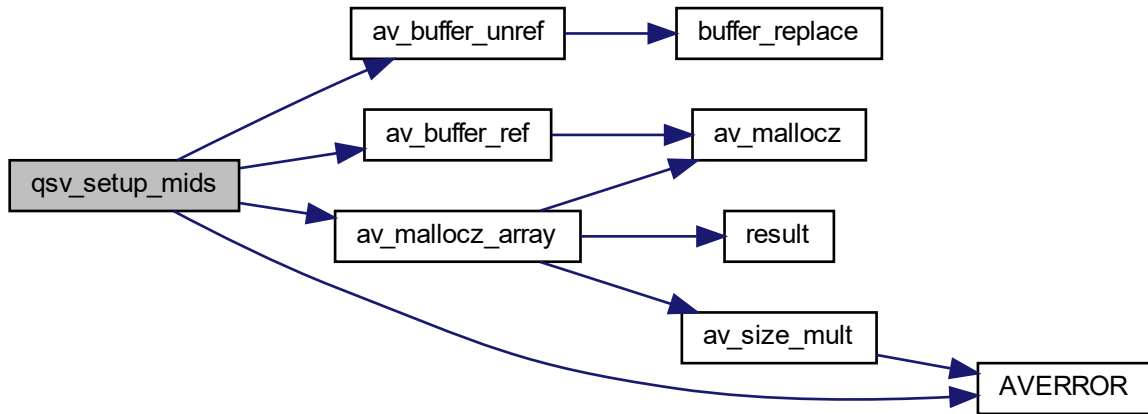 av_buffer_unref
buffer_replace
av_buffer_ref
av_mallocz
qsv_setup_mids
av_mallocz_array
result
av_size_mult
AVERROR